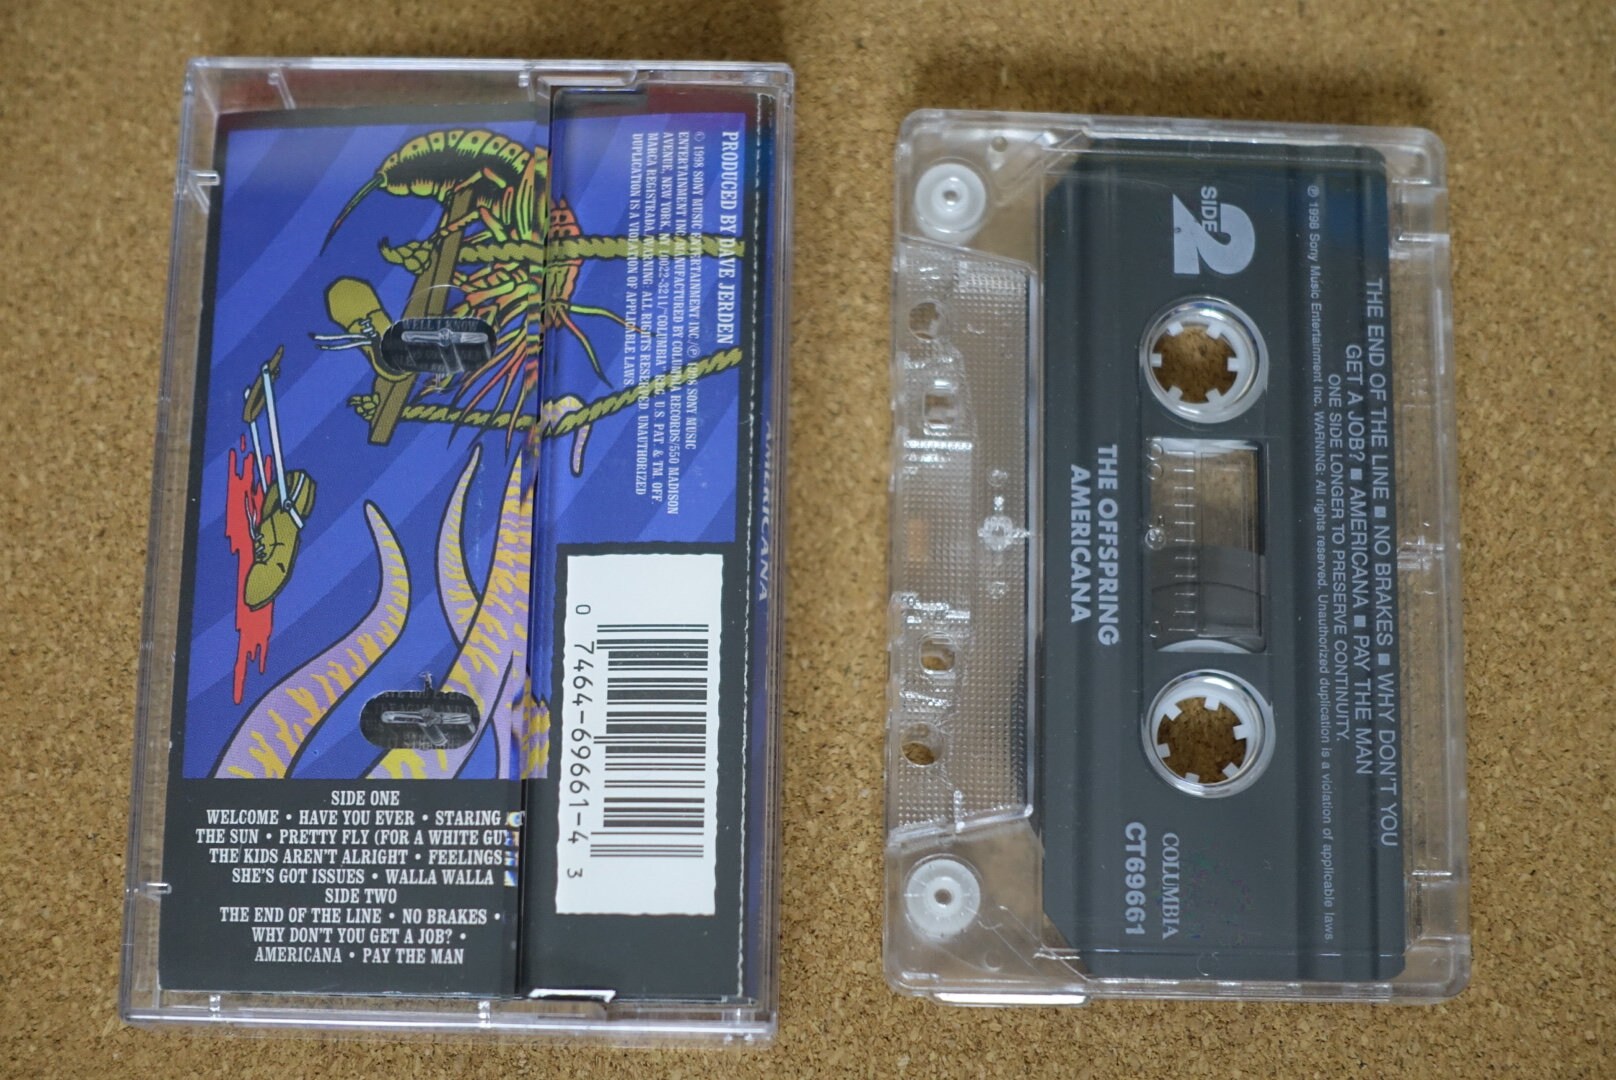 PRODUCED BY DAVE JERDEN
© 1998 SONY MUSIC ENTERTAINMENT INC./℗ 1998 SONY MUSIC
ENTERTAINMENT INC./MANUFACTURED BY COLUMBIA RECORDS/550 MADISON
AVENUE, NEW YORK, NY 10022-3211/"COLUMBIA" REG. U.S. PAT. & TM. OFF.
MARCA REGISTRADA. WARNING: ALL RIGHTS RESERVED. UNAUTHORIZED
DUPLICATION IS A VIOLATION OF APPLICABLE LAWS.
AMERICANA
0 7464-69661-4 3
SIDE ONE
WELCOME • HAVE YOU EVER • STARING
THE SUN • PRETTY FLY (FOR A WHITE GUY
THE KIDS AREN'T ALRIGHT • FEELINGS
SHE'S GOT ISSUES • WALLA WALLA
SIDE TWO
THE END OF THE LINE • NO BRAKES •
WHY DON'T YOU GET A JOB? •
AMERICANA • PAY THE MAN
SIDE
2
THE END OF THE LINE ■ NO BRAKES ■ WHY DON'T YOU
GET A JOB? ■ AMERICANA ■ PAY THE MAN
ONE SIDE LONGER TO PRESERVE CONTINUITY.
℗ 1998 Sony Music Entertainment Inc. WARNING: All rights reserved. Unauthorized duplication is a violation of applicable laws
THE OFFSPRING
AMERICANA
COLUMBIA
CT69661